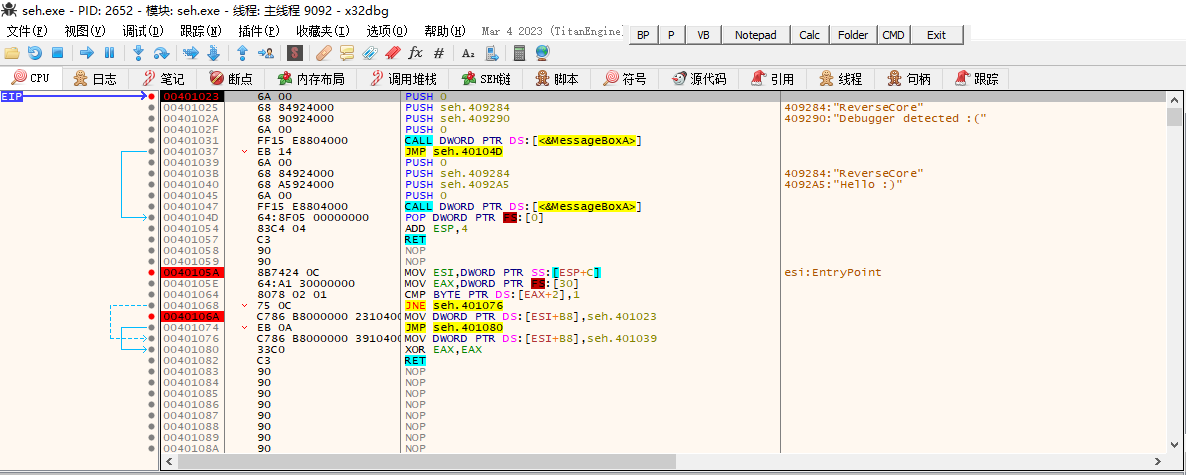 seh.exe - PID: 2652 - 模块: seh.exe - 线程: 主线程 9092 - x32dbg
文件(F) 视图(V) 调试(D) 跟踪(N) 插件(P) 收藏夹(I) 选项(O) 帮助(H) Mar 4 2023 (TitanEngine) BP P VB Notepad Calc Folder CMD Exit
CPU 日志 笔记 断点 内存布局 调用堆栈 SEH链 脚本 符号 源代码 引用 线程 句柄 跟踪
EIP 00401023 6A 00 PUSH 0
00401025 68 84924000 PUSH seh.409284 409284:"ReverseCore"
0040102A 68 90924000 PUSH seh.409290 409290:"Debugger detected :("
0040102F 6A 00 PUSH 0
00401031 FF15 E8804000 CALL DWORD PTR DS:[<&MessageBoxA>]
00401037 EB 14 JMP seh.40104D
00401039 6A 00 PUSH 0
0040103B 68 84924000 PUSH seh.409284 409284:"ReverseCore"
00401040 68 A5924000 PUSH seh.4092A5 4092A5:"Hello :)"
00401045 6A 00 PUSH 0
00401047 FF15 E8804000 CALL DWORD PTR DS:[<&MessageBoxA>]
0040104D 64:8F05 00000000 POP DWORD PTR FS:[0]
00401054 83C4 04 ADD ESP,4
00401057 C3 RET
00401058 90 NOP
00401059 90 NOP
0040105A 8B7424 0C MOV ESI,DWORD PTR SS:[ESP+C] esi:EntryPoint
0040105E 64:A1 30000000 MOV EAX,DWORD PTR FS:[30]
00401064 8078 02 01 CMP BYTE PTR DS:[EAX+2],1
00401068 75 0C JNE seh.401076
0040106A C786 B8000000 2310400 MOV DWORD PTR DS:[ESI+B8],seh.401023
00401074 EB 0A JMP seh.401080
00401076 C786 B8000000 3910400 MOV DWORD PTR DS:[ESI+B8],seh.401039
00401080 33C0 XOR EAX,EAX
00401082 C3 RET
00401083 90 NOP
00401084 90 NOP
00401085 90 NOP
00401086 90 NOP
00401087 90 NOP
00401088 90 NOP
00401089 90 NOP
0040108A 90 NOP